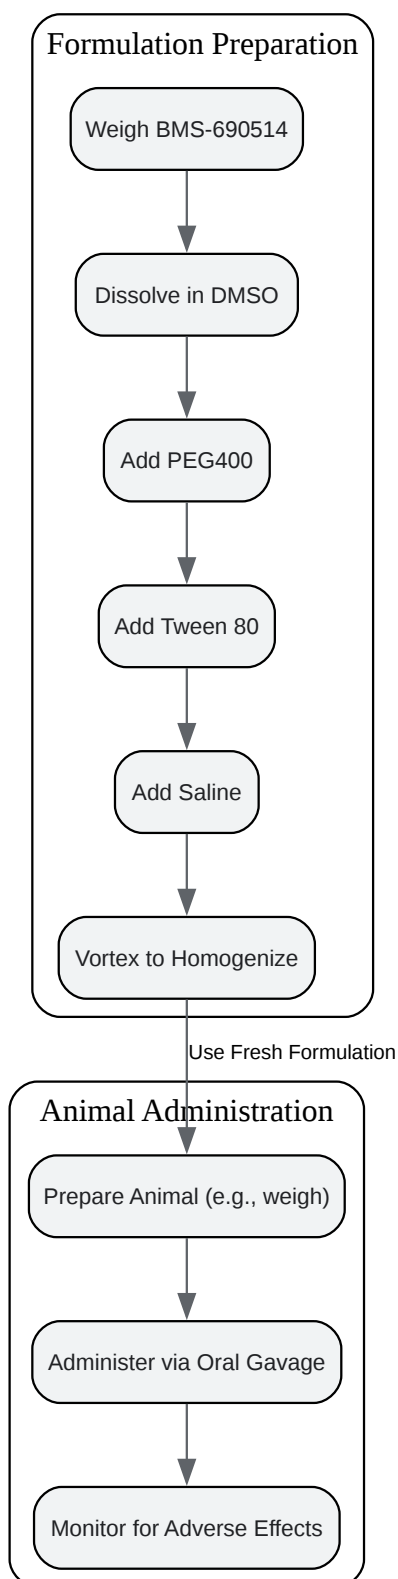 Formulation Preparation
Weigh BMS-690514
Dissolve in DMSO
Add PEG400
Add Tween 80
Add Saline
Vortex to Homogenize
Use Fresh Formulation
Animal Administration
Prepare Animal (e.g., weigh)
Administer via Oral Gavage
Monitor for Adverse Effects